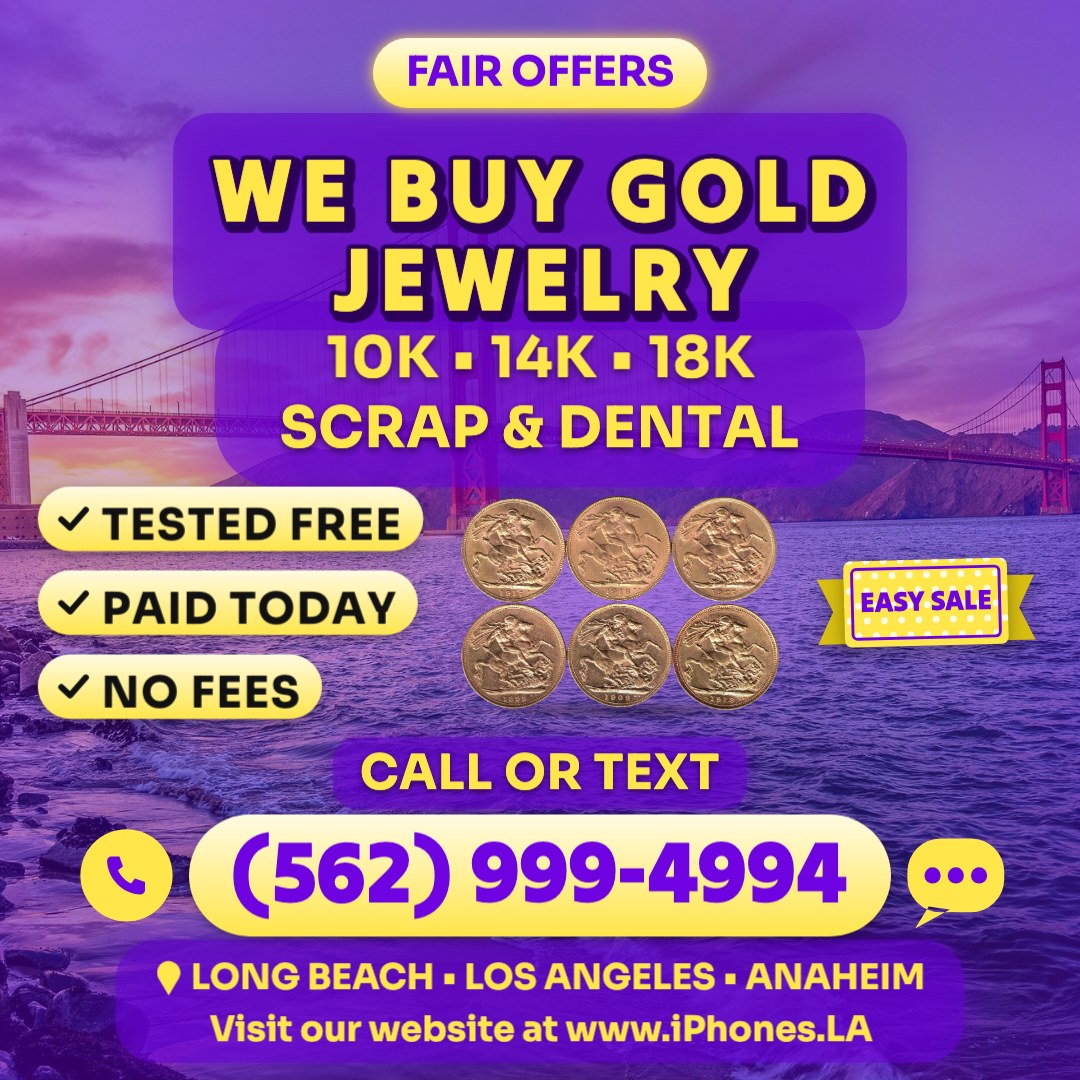 FAIR OFFERS
WE BUY GOLD
JEWELRY
10K ▪ 14K ▪ 18K
SCRAP & DENTAL
✓ TESTED FREE
✓ PAID TODAY
✓ NO FEES
EASY SALE
CALL OR TEXT
(562) 999-4994
LONG BEACH ▪ LOS ANGELES ▪ ANAHEIM
Visit our website at www.iPhones.LA